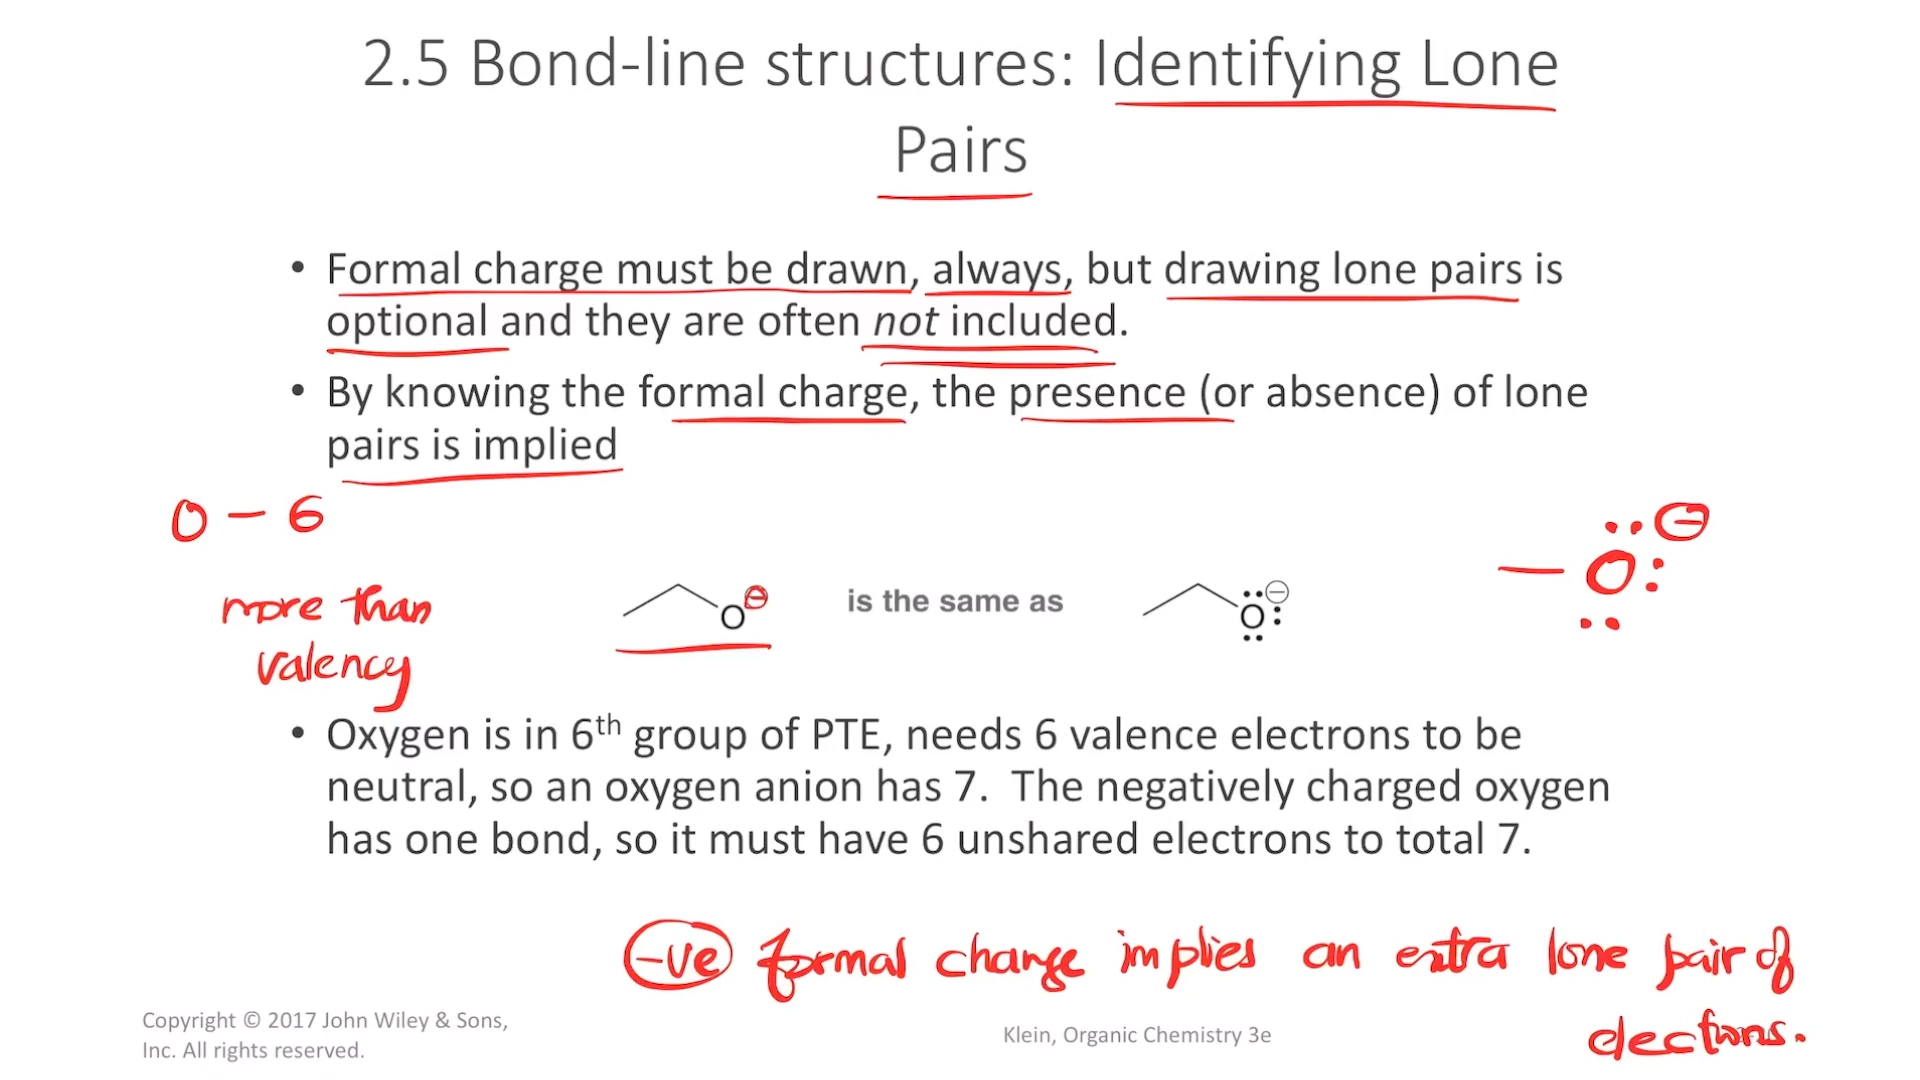 2.5 Bond-line structures: Identifying Lone
Pairs
• Formal charge must be drawn, always, but drawing lone pairs is
optional and they are often not included.
• By knowing the formal charge, the presence (or absence) of lone
pairs is implied
O – 6
more than
valency
O⊖
is the same as
O⊖
– O⊖
• Oxygen is in 6th group of PTE, needs 6 valence electrons to be
neutral, so an oxygen anion has 7. The negatively charged oxygen
has one bond, so it must have 6 unshared electrons to total 7.
-ve formal charge implies an extra lone pair of
electrons.
Copyright © 2017 John Wiley & Sons,
Inc. All rights reserved.
Klein, Organic Chemistry 3e